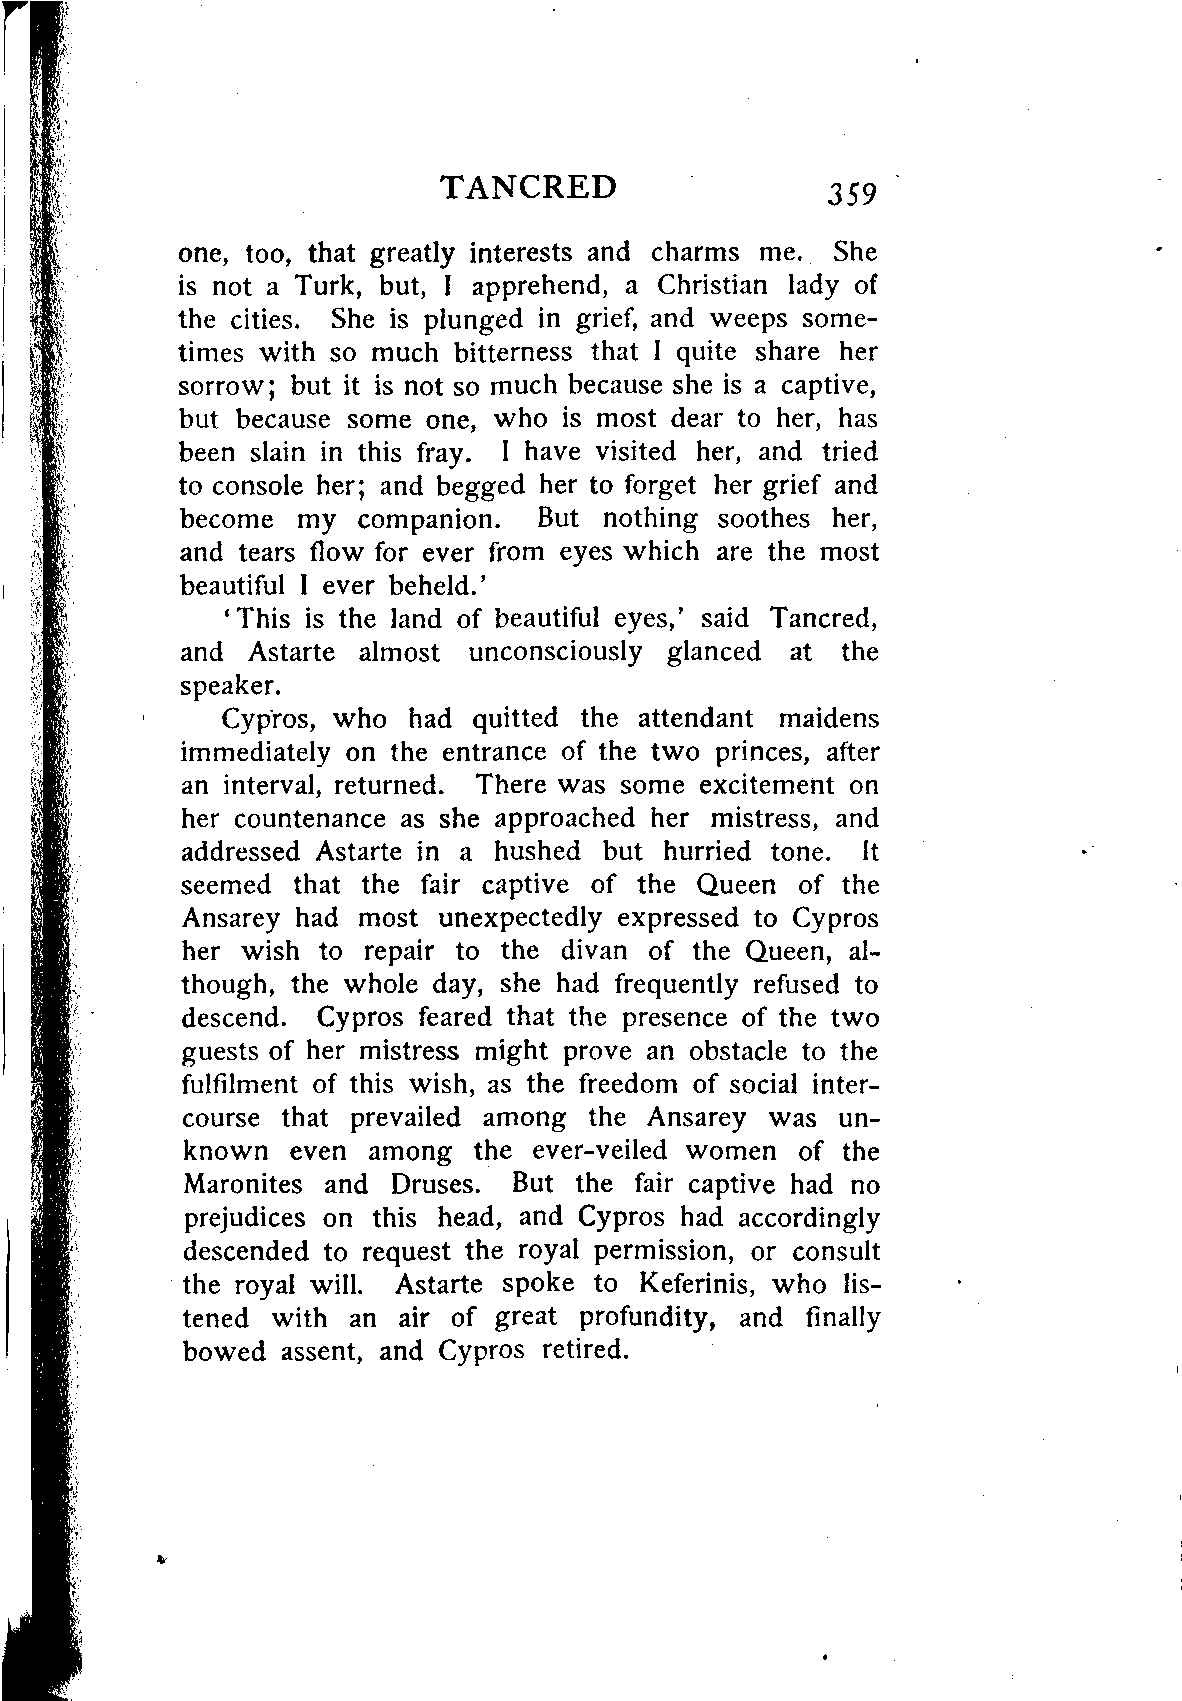 TANCRED 359
one, too, that greatly interests and charms me. She
is not a Turk, but, I apprehend, a Christian lady of
the cities. She is plunged in grief, and weeps some-
times with so much bitterness that I quite share her
sorrow; but it is not so much because she is a captive,
but because some one, who is most dear to her, has
been slain in this fray. I have visited her, and tried
to console her; and begged her to forget her grief and
become my companion. But nothing soothes her,
and tears flow for ever from eyes which are the most
beautiful I ever beheld.'
'This is the land of beautiful eyes,' said Tancred,
and Astarte almost unconsciously glanced at the
speaker.
Cypros, who had quitted the attendant maidens
immediately on the entrance of the two princes, after
an interval, returned. There was some excitement on
her countenance as she approached her mistress, and
addressed Astarte in a hushed but hurried tone. It
seemed that the fair captive of the Queen of the
Ansarey had most unexpectedly expressed to Cypros
her wish to repair to the divan of the Queen, al-
though, the whole day, she had frequently refused to
descend. Cypros feared that the presence of the two
guests of her mistress might prove an obstacle to the
fulfilment of this wish, as the freedom of social inter-
course that prevailed among the Ansarey was un-
known even among the ever-veiled women of the
Maronites and Druses. But the fair captive had no
prejudices on this head, and Cypros had accordingly
descended to request the royal permission, or consult
the royal will. Astarte spoke to Keferinis, who lis-
tened with an air of great profundity, and finally
bowed assent, and Cypros retired.